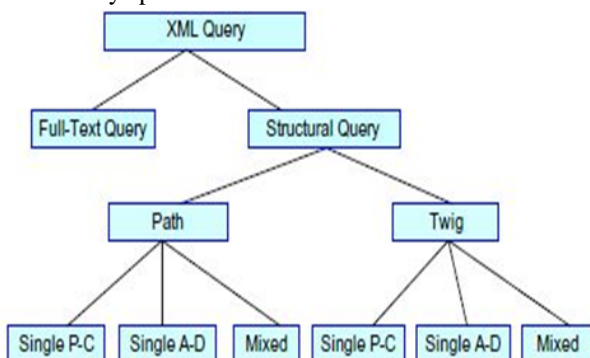 XML Query
Full-Text Query
Structural Query
Path
Twig
Single P-C
Single A-D
Mixed
Single P-C
Single A-D
Mixed